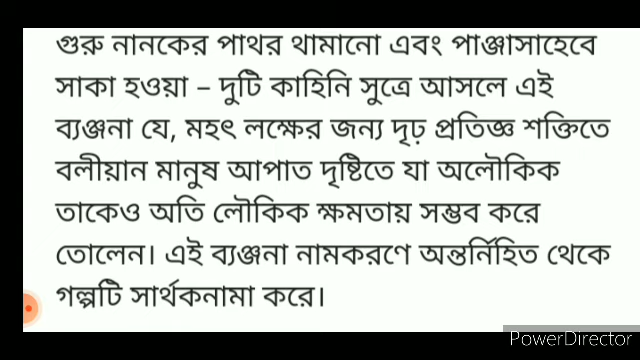 গুরু নানকের পাথর থামানো এবং পাঞ্জাসাহেবে
সাকা হওয়া – দুটি কাহিনি সুত্রে আসলে এই
ব্যঞ্জনা যে, মহৎ লক্ষের জন্য দৃঢ় প্রতিজ্ঞ শক্তিতে
বলীয়ান মানুষ আপাত দৃষ্টিতে যা অলৌকিক
তাকেও অতি লৌকিক ক্ষমতায় সম্ভব করে
তোলেন। এই ব্যঞ্জনা নামকরণে অন্তর্নিহিত থেকে
গল্পটি সার্থকনামা করে।
PowerDirector